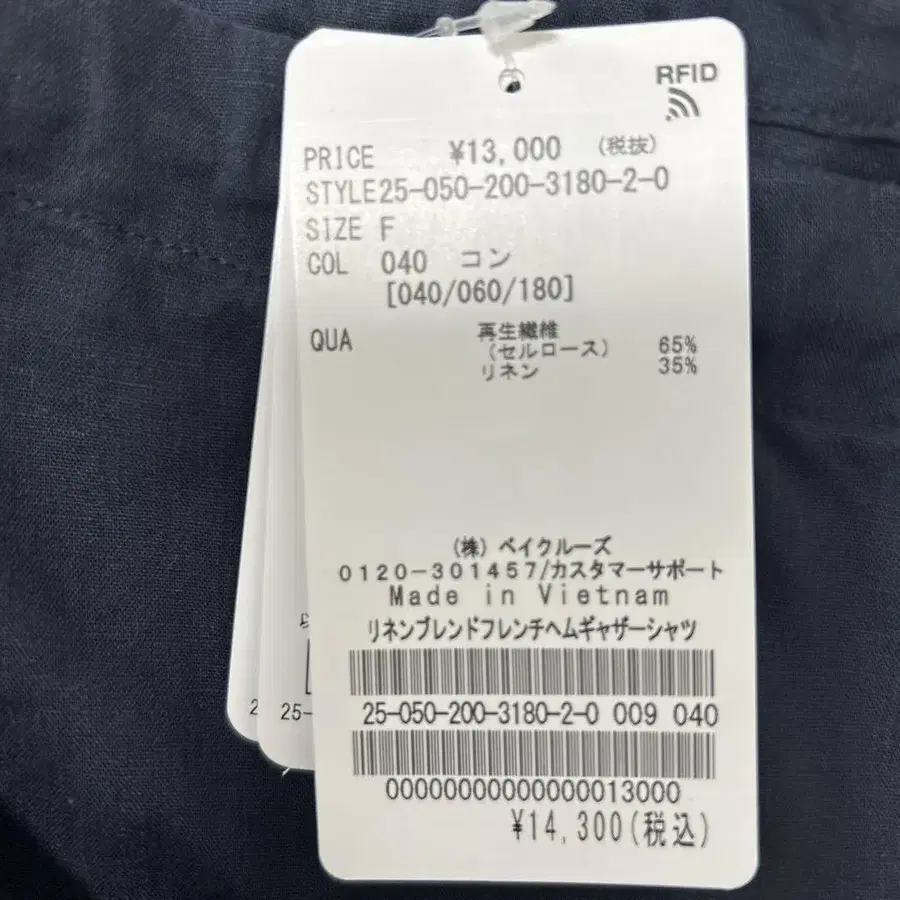 RFID
PRICE ¥13,000 (税抜)
STYLE25-050-200-3180-2-0
SIZE F
COL 040 コン
[040/060/180]
QUA 再生繊維
(セルロース) 65%
リネン 35%
(株) ベイクルーズ
0120-301457/カスタマーサポート
Made in Vietnam
リネンブレンドフレンチヘムギャザーシャツ
25-050-200-3180-2-0 009 040
00000000000000013000
¥14,300(税込)
2
25-